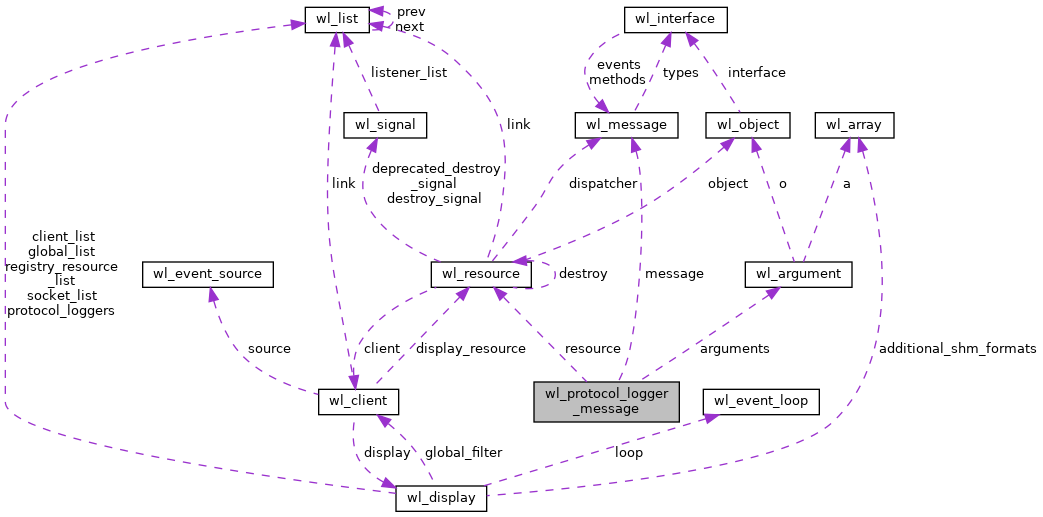 wl_list
prev
next
wl_interface
events
methods
types
interface
listener_list
wl_signal
link
wl_message
wl_object
wl_array
deprecated_destroy
_signal
destroy_signal
link
dispatcher
object
o
a
client_list
global_list
registry_resource
_list
socket_list
protocol_loggers
wl_event_source
wl_resource
destroy
message
wl_argument
source
client
display_resource
resource
arguments
additional_shm_formats
wl_client
wl_protocol_logger
_message
wl_event_loop
display
global_filter
loop
wl_display